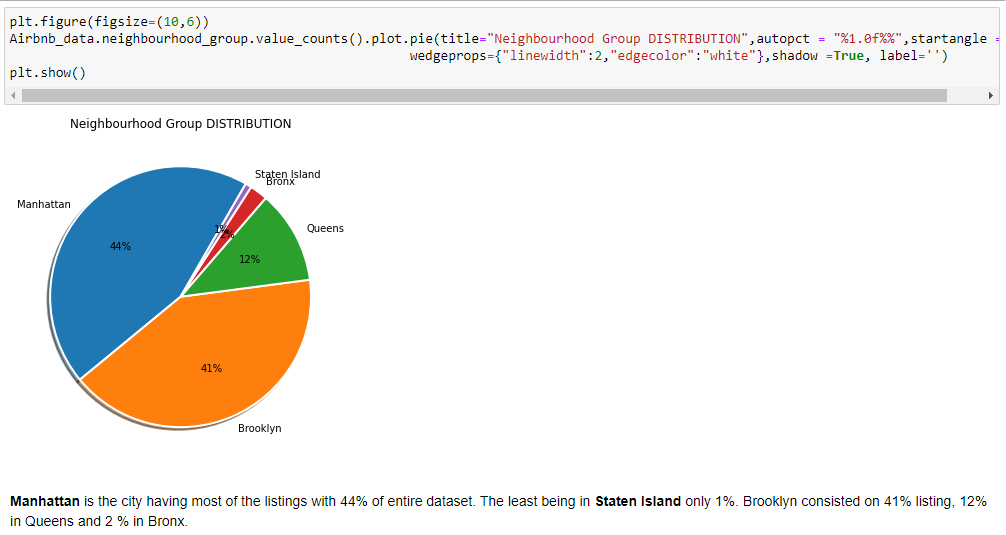 plt.figure(figsize=(10,6))
Airbnb_data.neighbourhood_group.value_counts().plot.pie(title="Neighbourhood Group DISTRIBUTION",autopct = "%1.0f%%",startangle =
wedgeprops={"linewidth":2,"edgecolor":"white"},shadow =True, label='')
plt.show()
Neighbourhood Group DISTRIBUTION
Staten Island
Bronx
Manhattan
Queens
1%
2%
44%
12%
41%
Brooklyn
Manhattan is the city having most of the listings with 44% of entire dataset. The least being in Staten Island only 1%. Brooklyn consisted on 41% listing, 12%
in Queens and 2 % in Bronx.